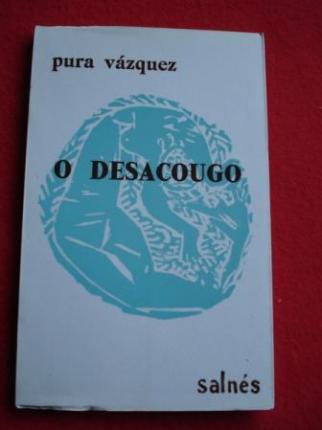 pura vázquez
O DESACOUGO
salnés